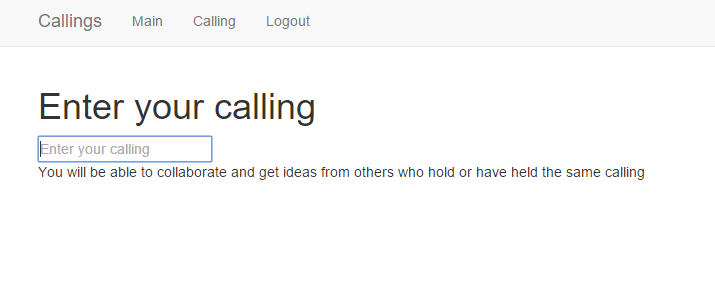 Callings Main Calling Logout
Enter your calling
Enter your calling
You will be able to collaborate and get ideas from others who hold or have held the same calling